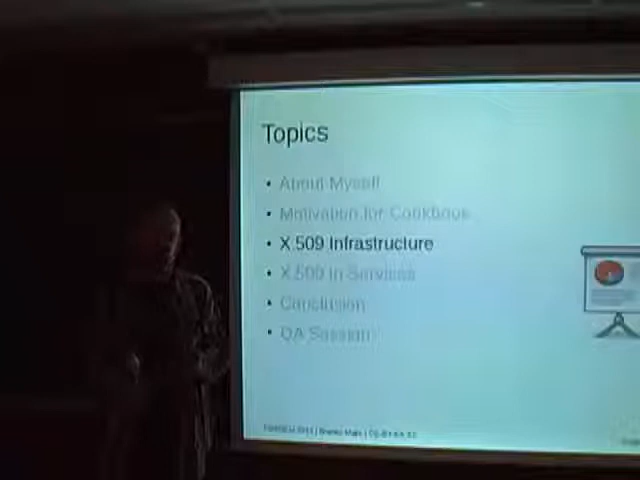 Topics
• About Myself
• Motivation for Cookbook
• X.509 Infrastructure
• X.509 in Services
• Conclusion
• QA Session